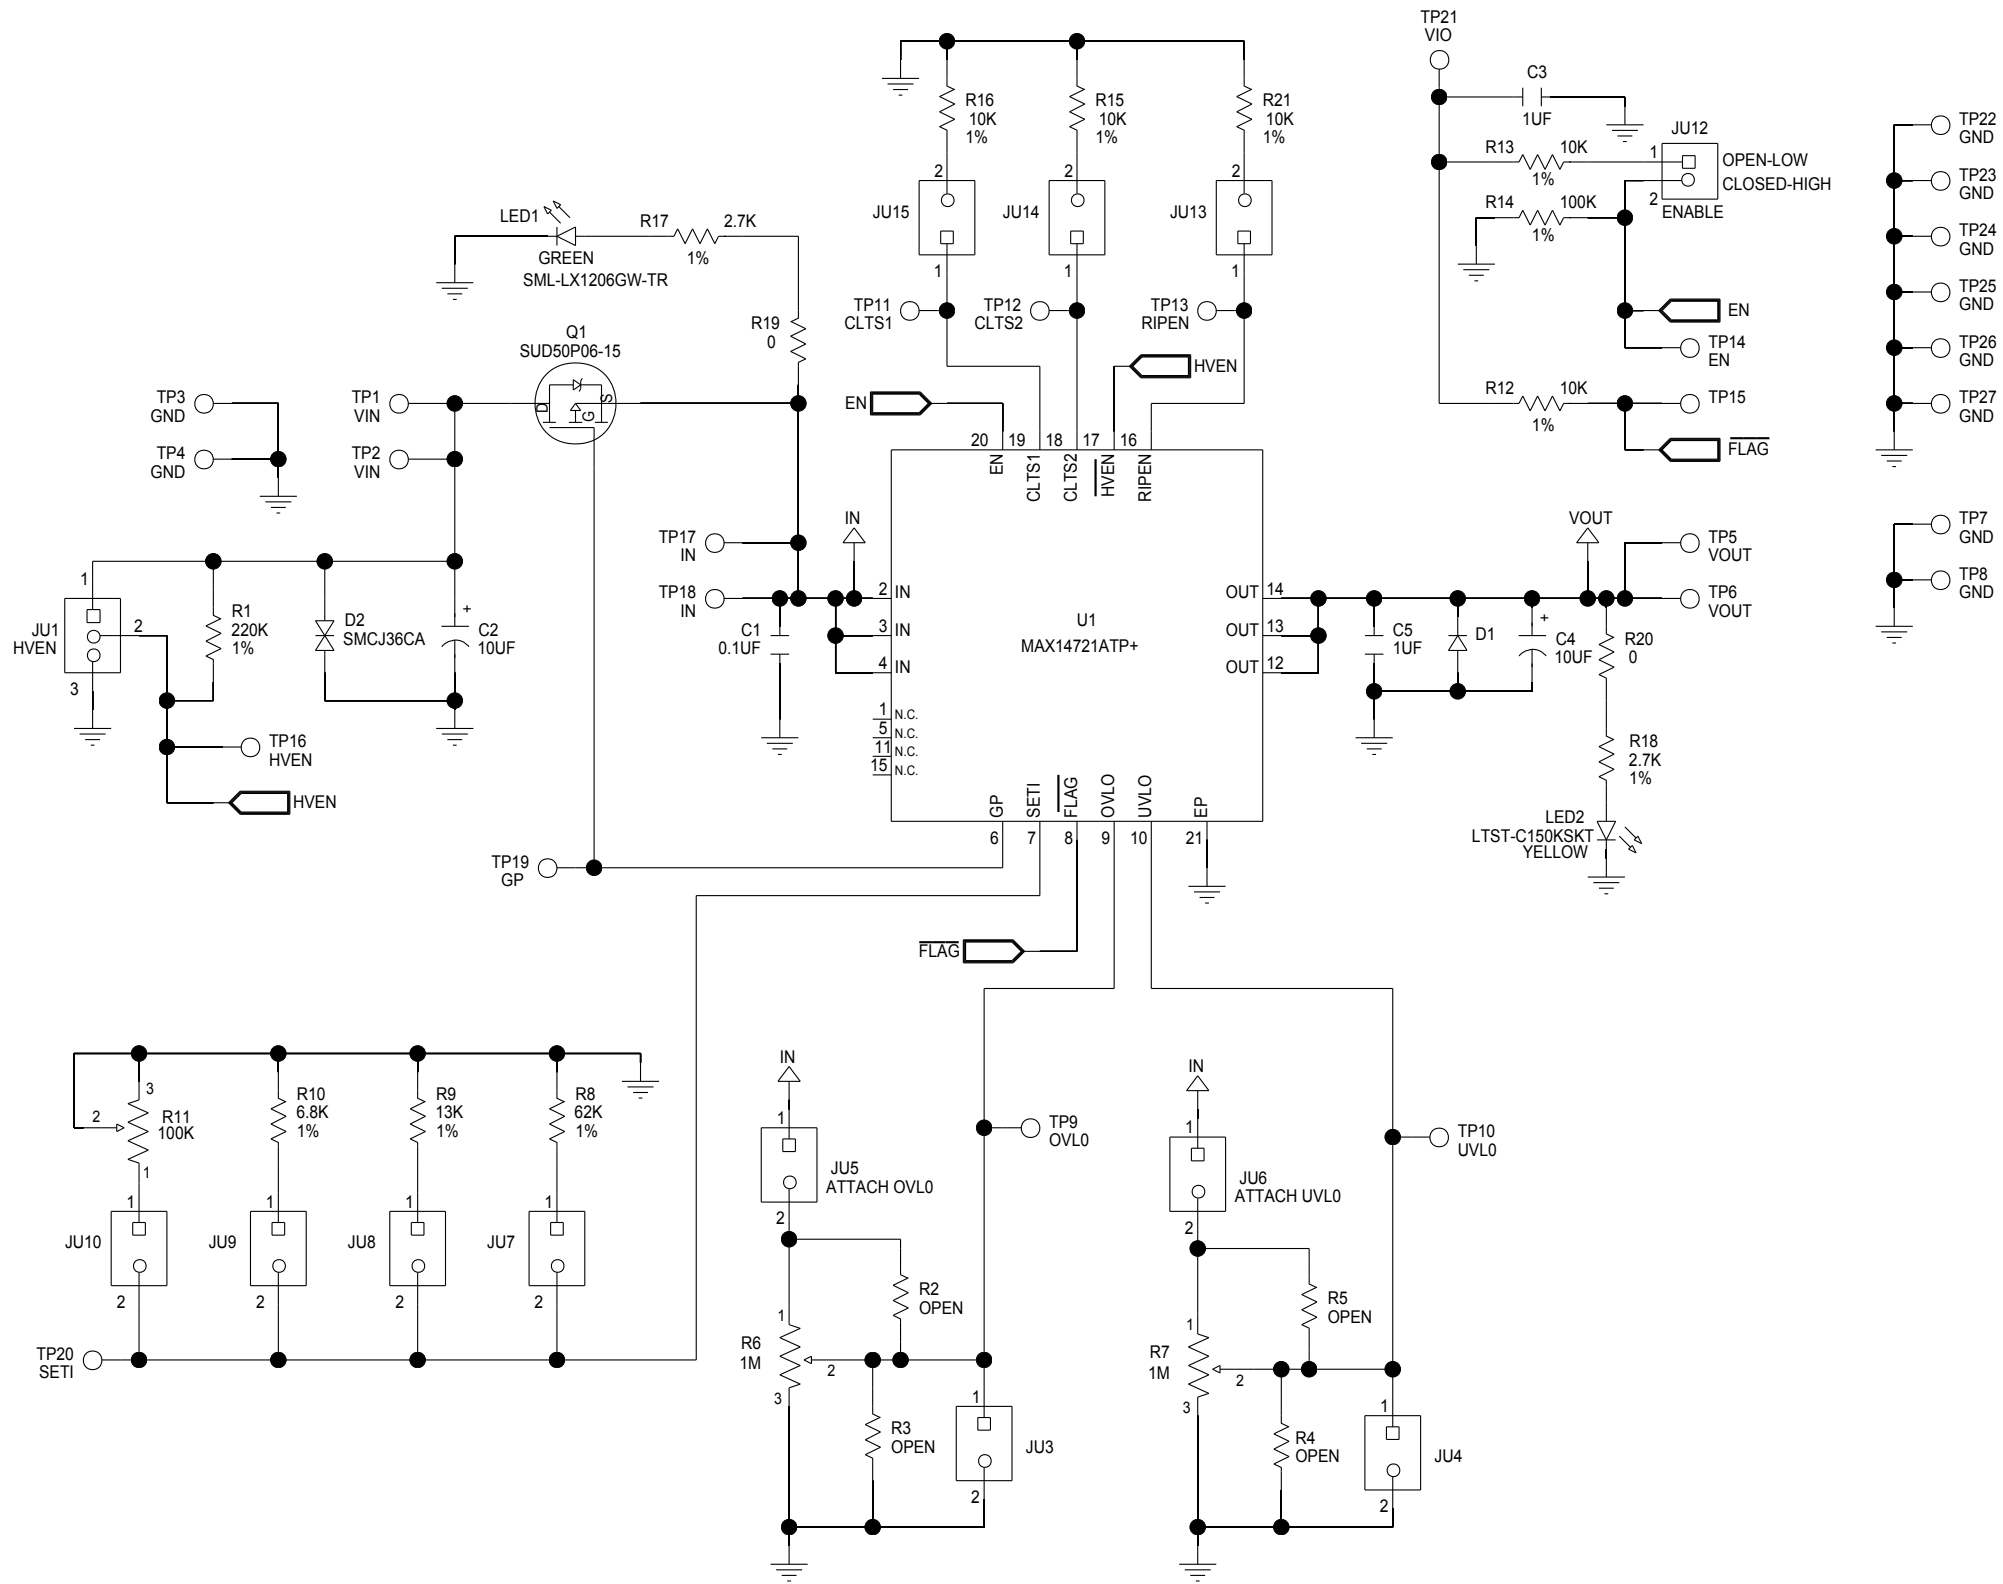 TP21
VIO
C3
1UF
R16
10K
1%
R15
10K
1%
R21
10K
1%
JU12
1
2
OPEN-LOW
CLOSED-HIGH
ENABLE
R13
10K
1%
R14
100K
1%
EN
TP14
EN
R12
10K
1%
TP15
FLAG
TP22
GND
TP23
GND
TP24
GND
TP25
GND
TP26
GND
TP27
GND
TP7
GND
TP8
GND
2
JU15
1
2
JU14
1
2
JU13
1
TP11
CLTS1
TP12
CLTS2
TP13
RIPEN
HVEN
EN
LED1
GREEN
SML-LX1206GW-TR
R17
2.7K
1%
R19
0
Q1
SUD50P06-15
D
G
S
TP3
GND
TP4
GND
TP1
VIN
TP2
VIN
TP17
IN
TP18
IN
IN
20
19
18
17
16
EN
CLTS1
CLTS2
HVEN
RIPEN
2
IN
3
IN
4
IN
1
N.C.
5
N.C.
11
N.C.
15
N.C.
U1
MAX14721ATP+
OUT
14
OUT
13
OUT
12
GP
SETI
FLAG
OVLO
UVLO
EP
6
7
8
9
10
21
VOUT
TP5
VOUT
TP6
VOUT
C1
0.1UF
C5
1UF
D1
+
C4
10UF
R20
0
R18
2.7K
1%
LED2
LTST-C150KSKT
YELLOW
1
JU1
HVEN
2
3
R1
220K
1%
D2
SMCJ36CA
+
C2
10UF
TP16
HVEN
HVEN
TP19
GP
FLAG
3
2
R11
100K
1
R10
6.8K
1%
R9
13K
1%
R8
62K
1%
1
JU10
2
1
JU9
2
1
JU8
2
1
JU7
2
TP20
SETI
IN
1
JU5
ATTACH OVL0
2
R2
OPEN
1
R6
1M
2
3
R3
OPEN
TP9
OVL0
1
JU3
2
IN
1
JU6
ATTACH UVL0
2
R5
OPEN
1
R7
1M
2
3
R4
OPEN
TP10
UVL0
1
JU4
2